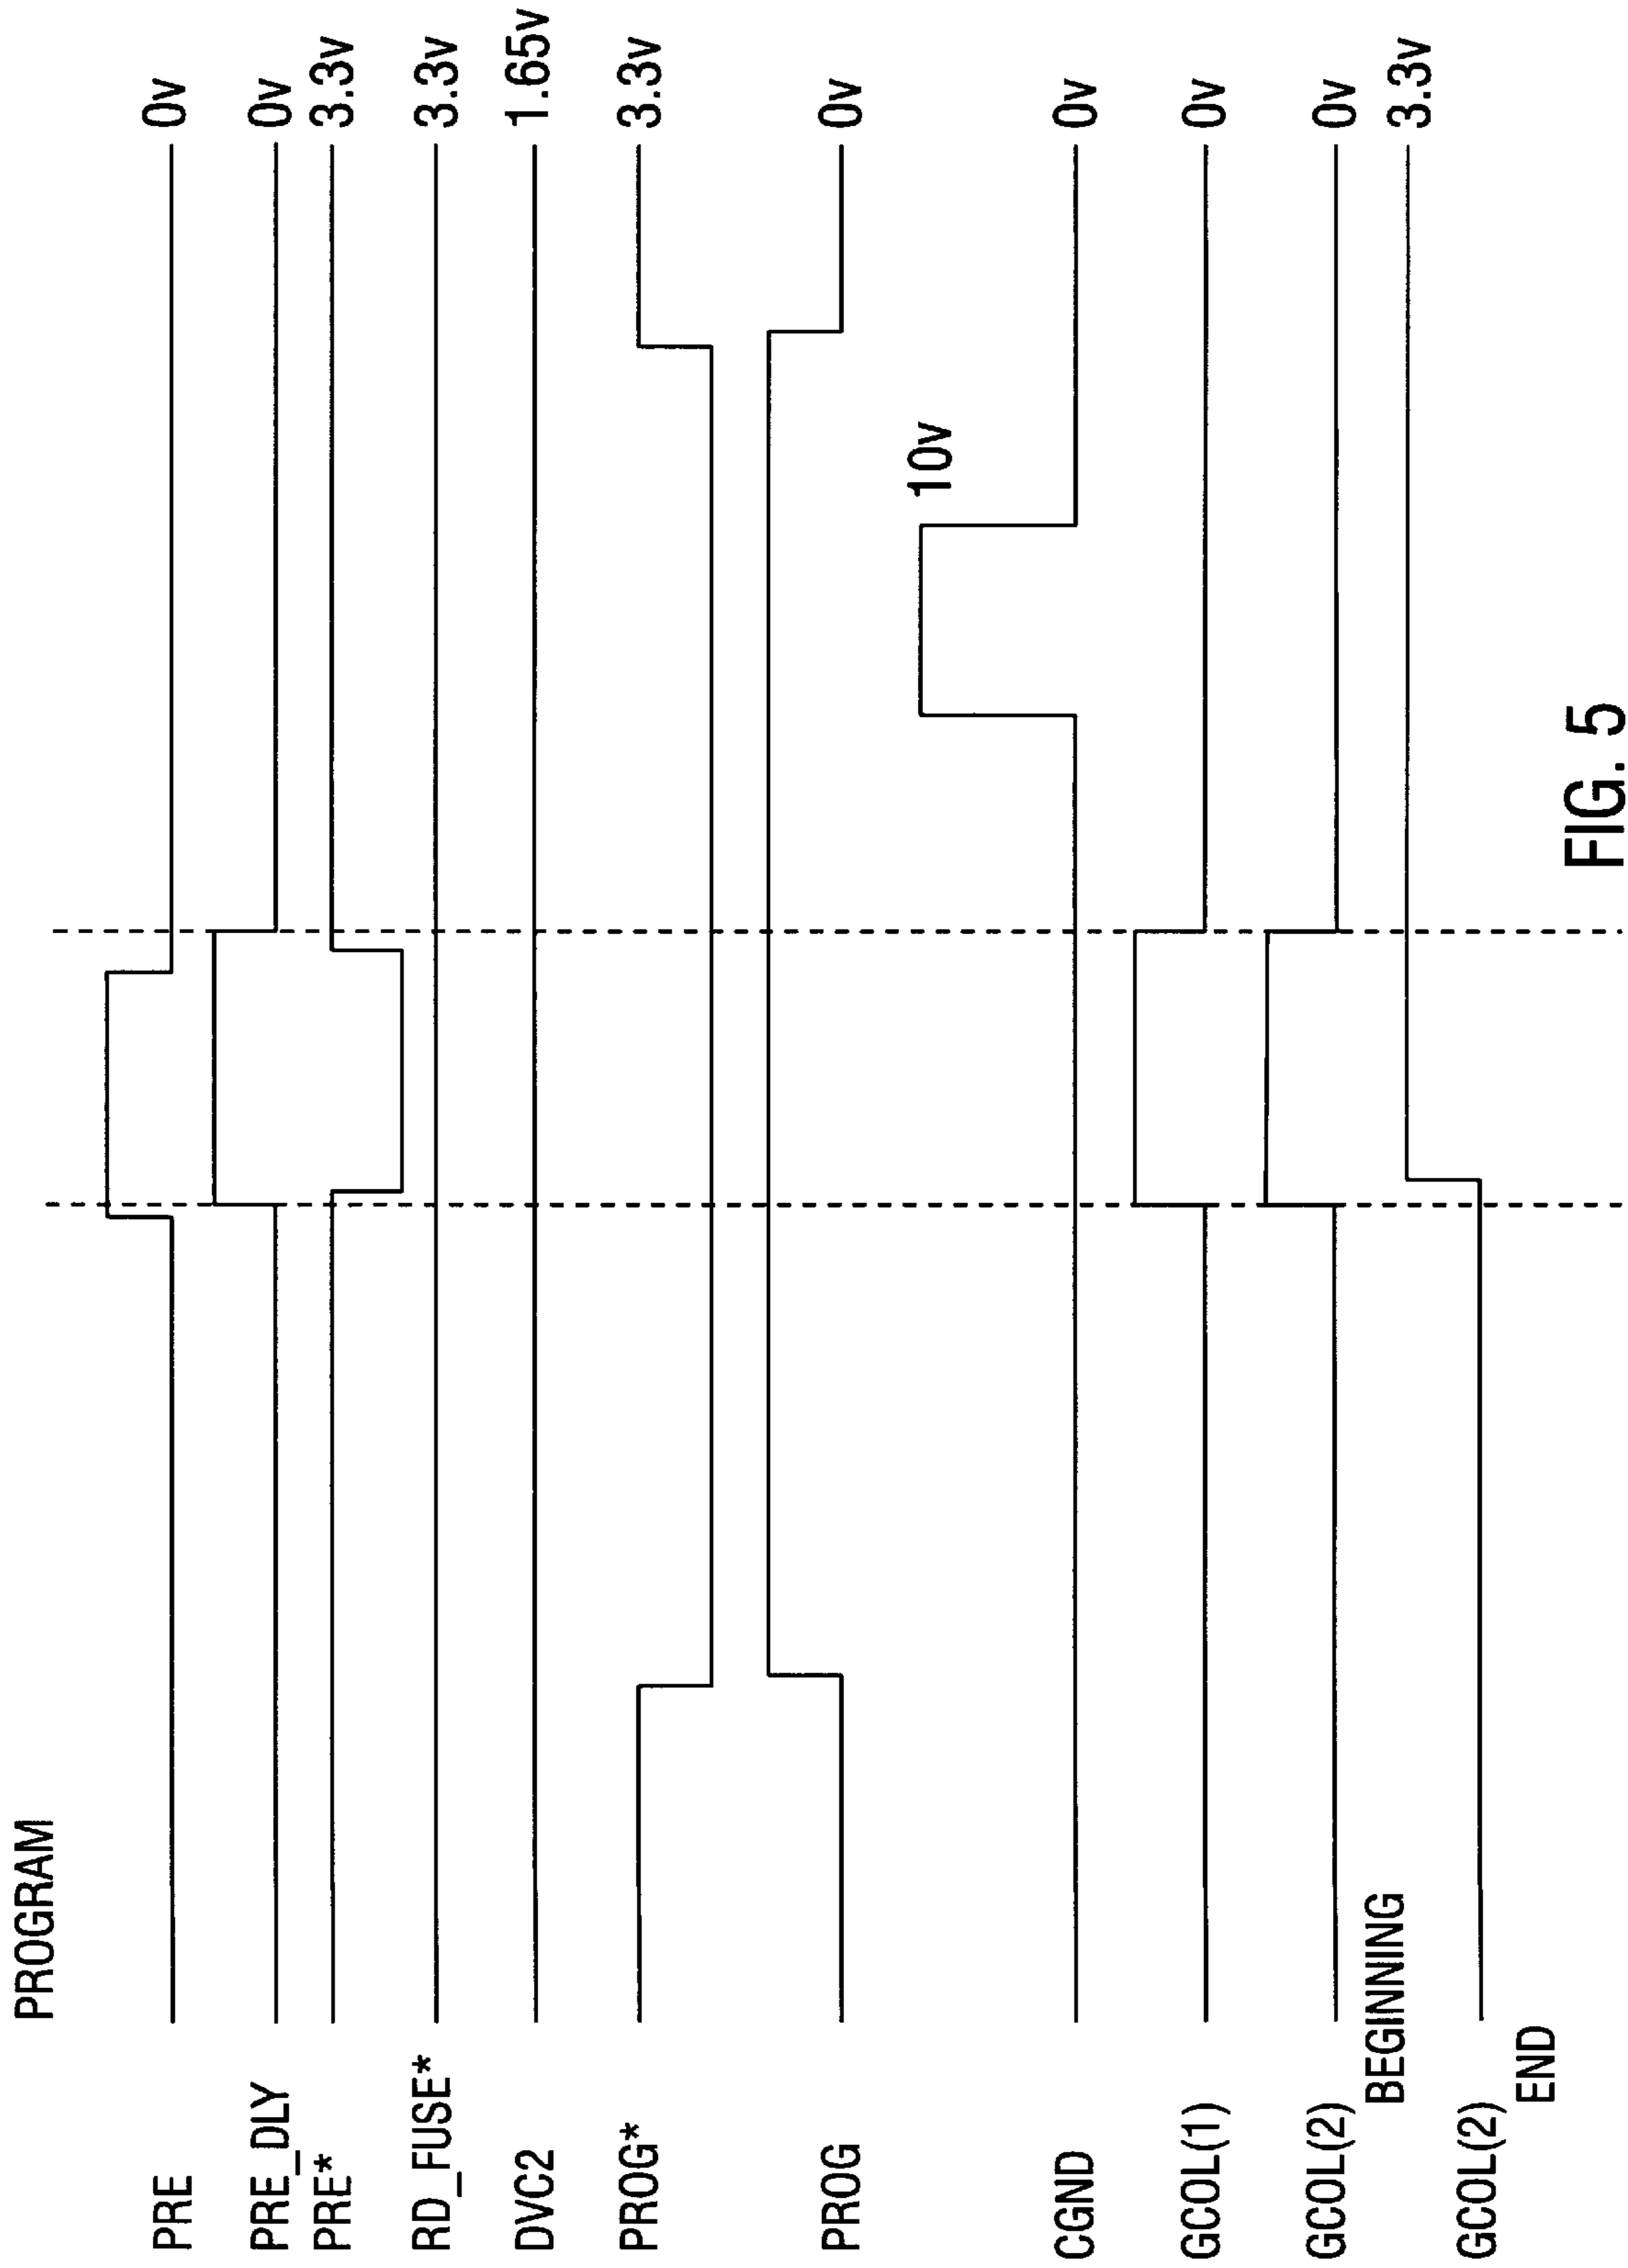 PROGRAM
PRE 0v
PRE_DLY 0v
PRE* 3.3v
RD_FUSE* 3.3v
DVC2 1.65v
PROG* 3.3v
PROG 0v
10v
CGND 0v
GCOL(1) 0v
GCOL(2) 0v
BEGINNING
GCOL(2) 3.3v
END
FIG. 5